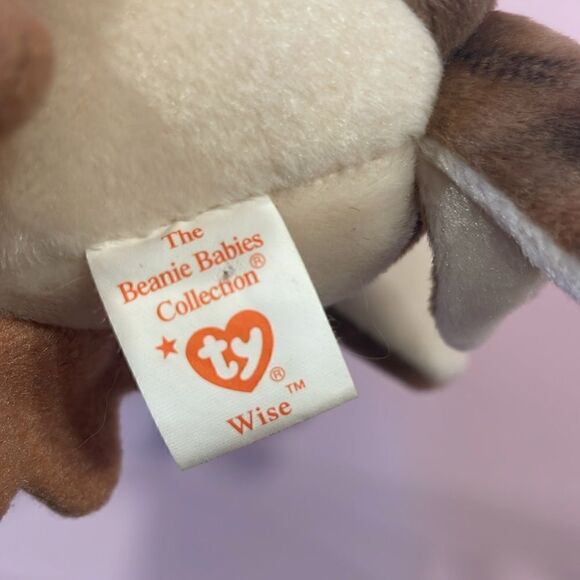 The
Beanie Babies
Collection®
ty®
Wise™